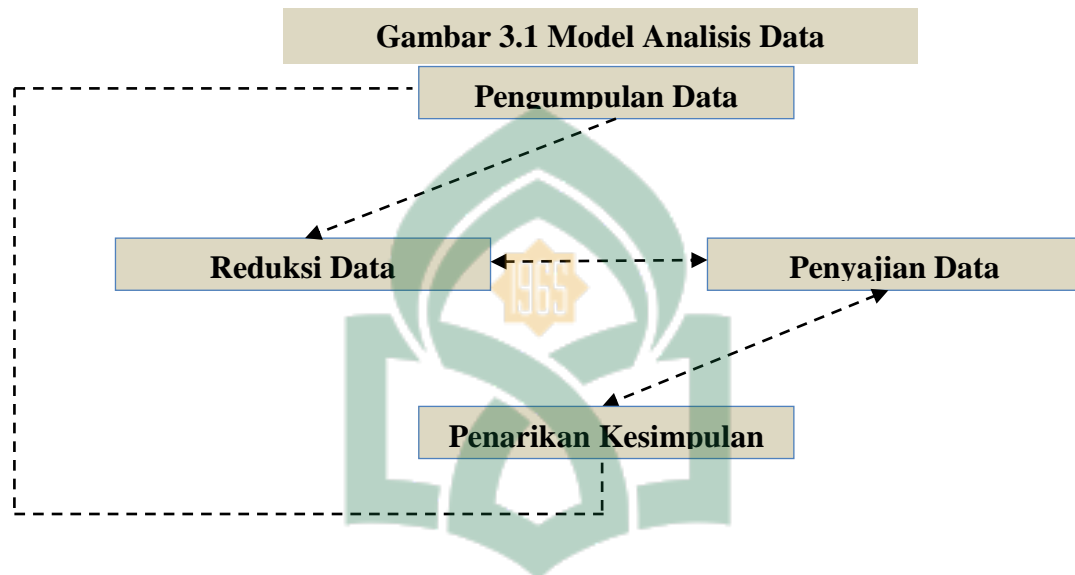 Gambar 3.1 Model Analisis Data
Pengumpulan Data
Reduksi Data
Penyajian Data
1965
Penarikan Kesimpulan